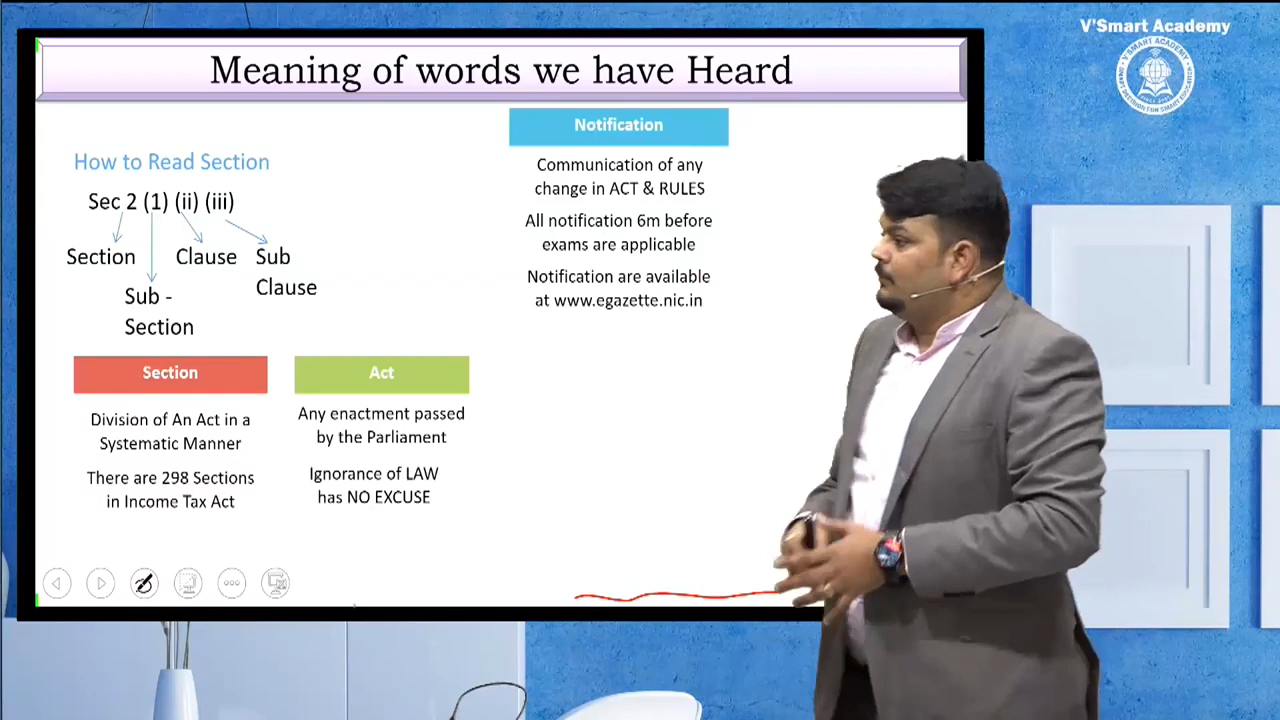 V'Smart Academy
Meaning of words we have Heard
How to Read Section
Sec 2 (1) (ii) (iii)
Section
Clause
Sub
Clause
Sub -
Section
Section
Division of An Act in a
Systematic Manner
There are 298 Sections
in Income Tax Act
Act
Any enactment passed
by the Parliament
Ignorance of LAW
has NO EXCUSE
Notification
Communication of any
change in ACT & RULES
All notification 6m before
exams are applicable
Notification are available
at www.egazette.nic.in